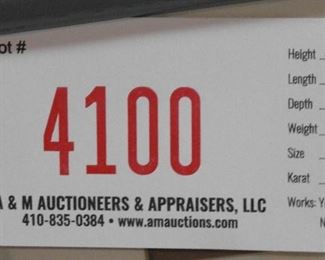 ot #
4100
A & M AUCTIONEERS & APPRAISERS, LLC
410-835-0384 • www.amauctions.com
Height
Length
Depth
Weight
Size
Karat
Works: Y
N